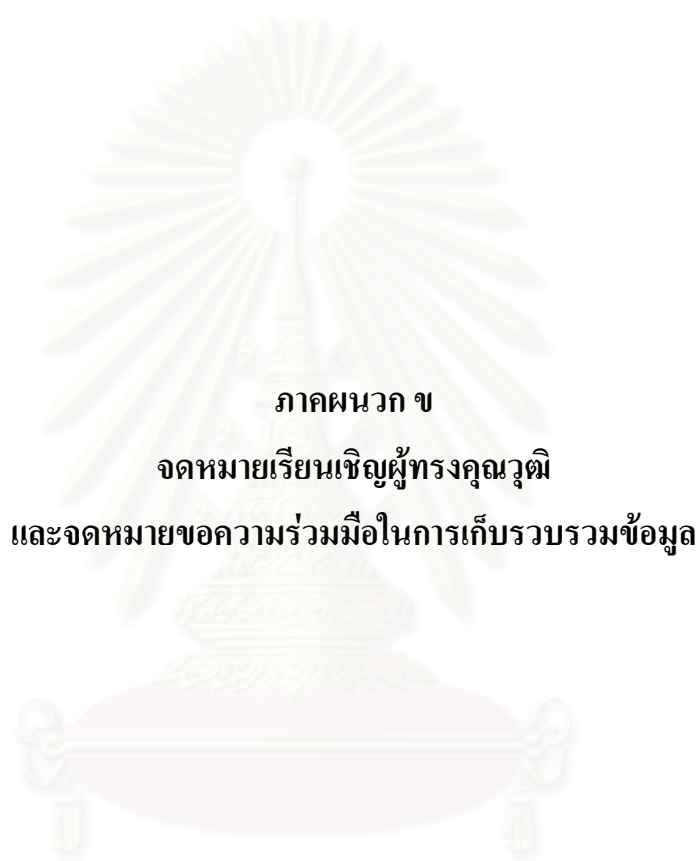 ภาคผนวก ข
จดหมายเรียนเชิญผู้ทรงคุณวุฒิ
และจดหมายขอความร่วมมือในการเก็บรวบรวมข้อมูล